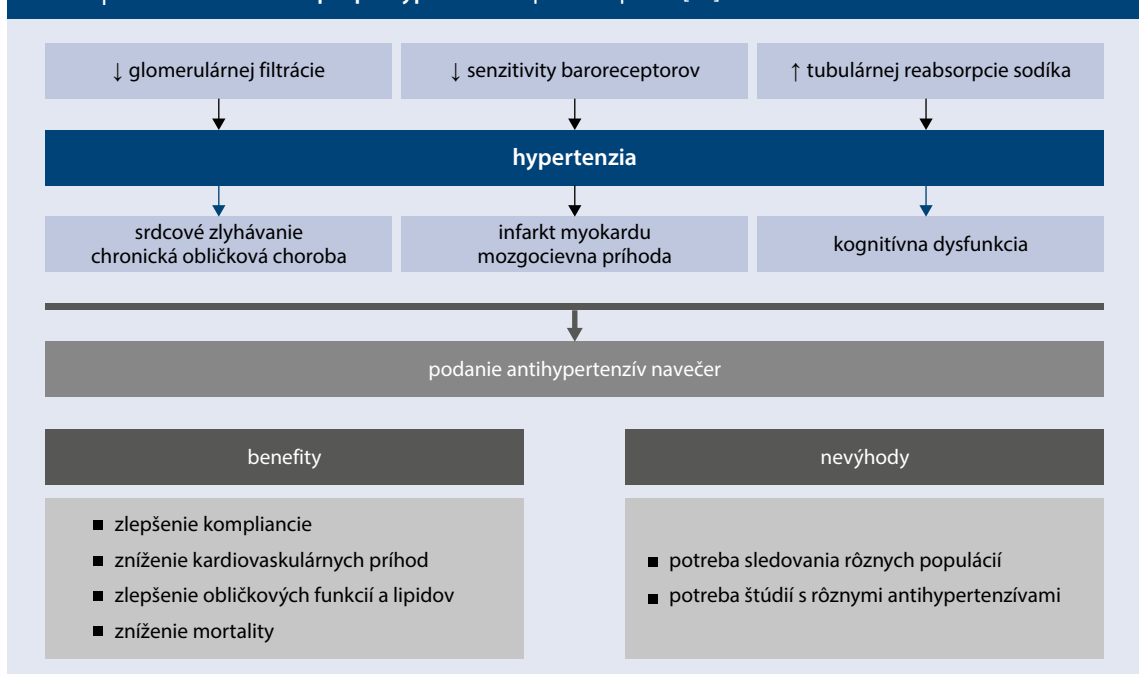 ↓ glomerulárnej filtrácie
↓ senzitivity baroreceptorov
↑ tubulárnej reabsorpcie sodíka
hypertenzia
srdcové zlyhávanie
chronická obličková choroba
infarkt myokardu
mozgocievna príhoda
kognitívna dysfunkcia
podanie antihypertenzív navečer
benefity
■ zlepšenie kompliancie
■ zníženie kardiovaskulárnych príhod
■ zlepšenie obličkových funkcií a lipidov
■ zníženie mortality
nevýhody
■ potreba sledovania rôznych populácií
■ potreba štúdií s rôznymi antihypertenzívami